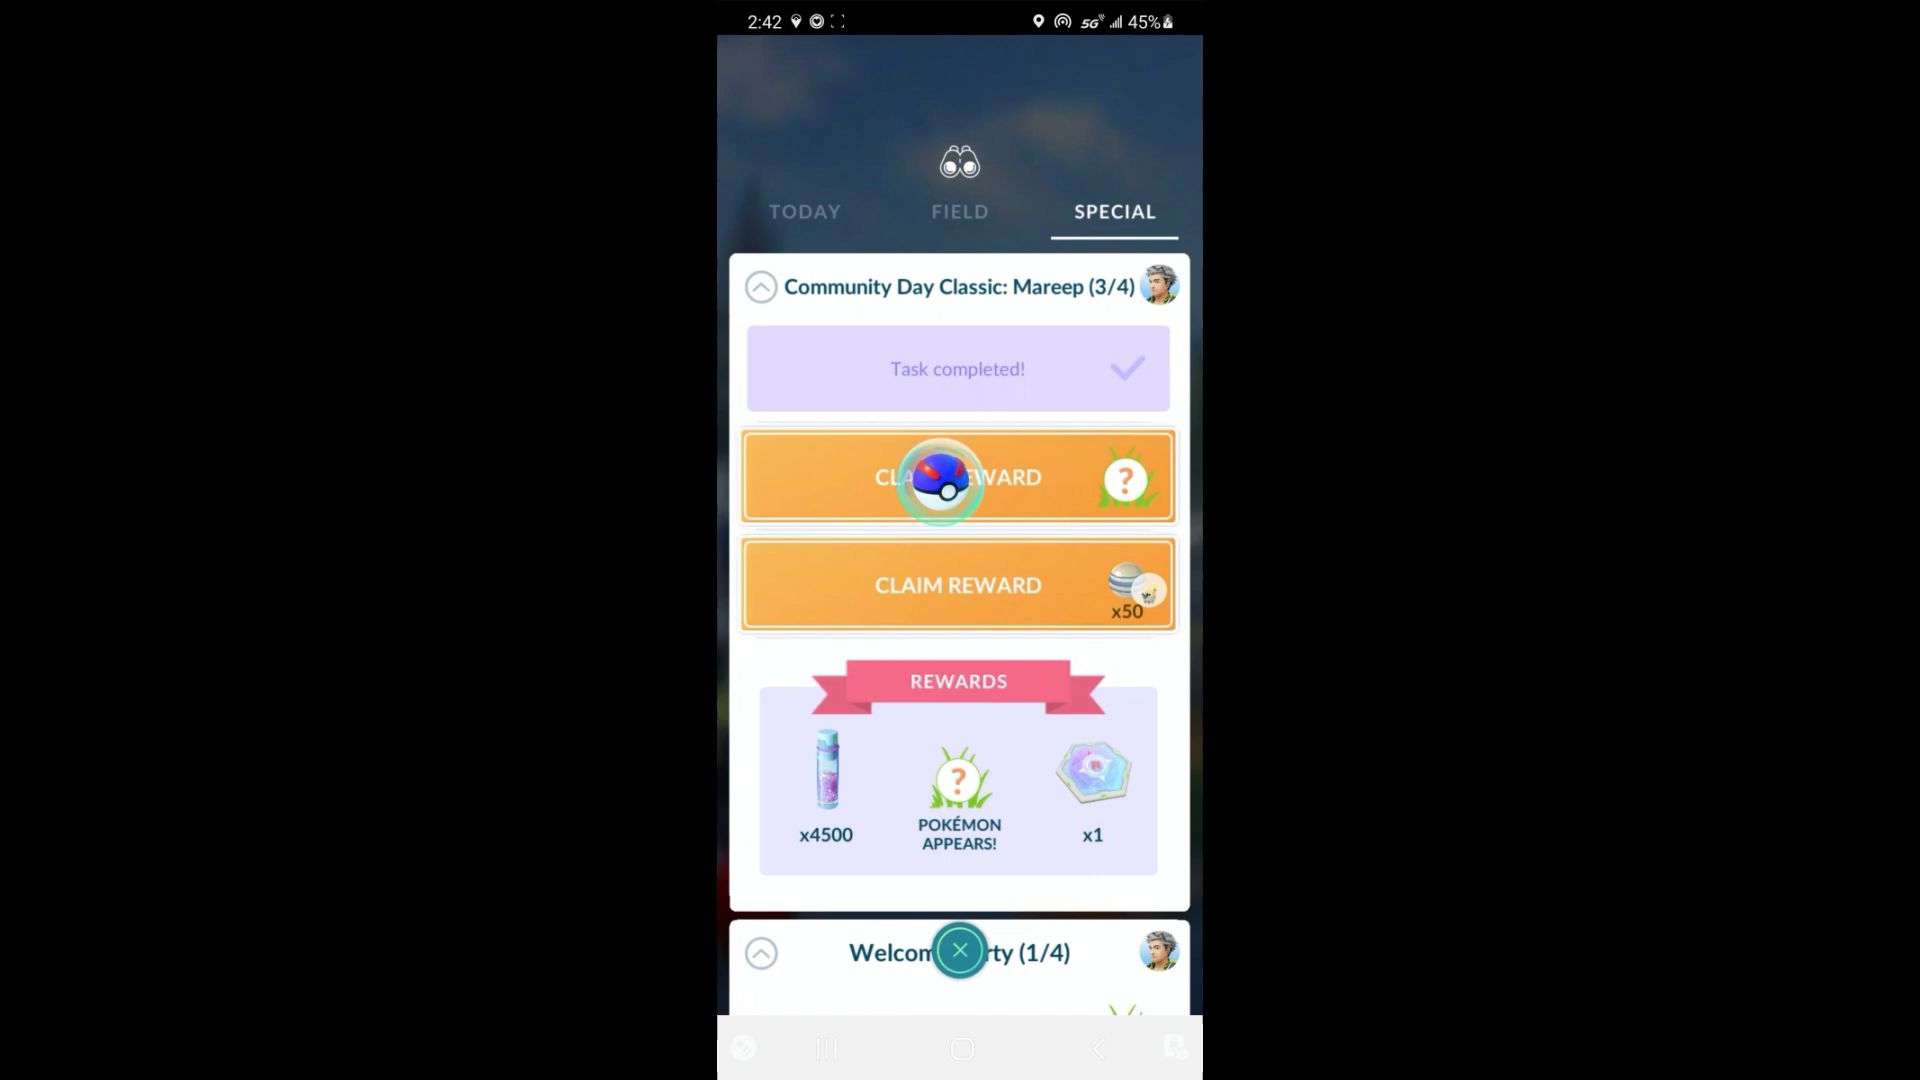 2:42 5G 45%
TODAY FIELD SPECIAL
Community Day Classic: Mareep (3/4)
Task completed!
?
CLAIM REWARD
x50
REWARDS
?
R
x4500 POKÉMON APPEARS! x1
(1/4)